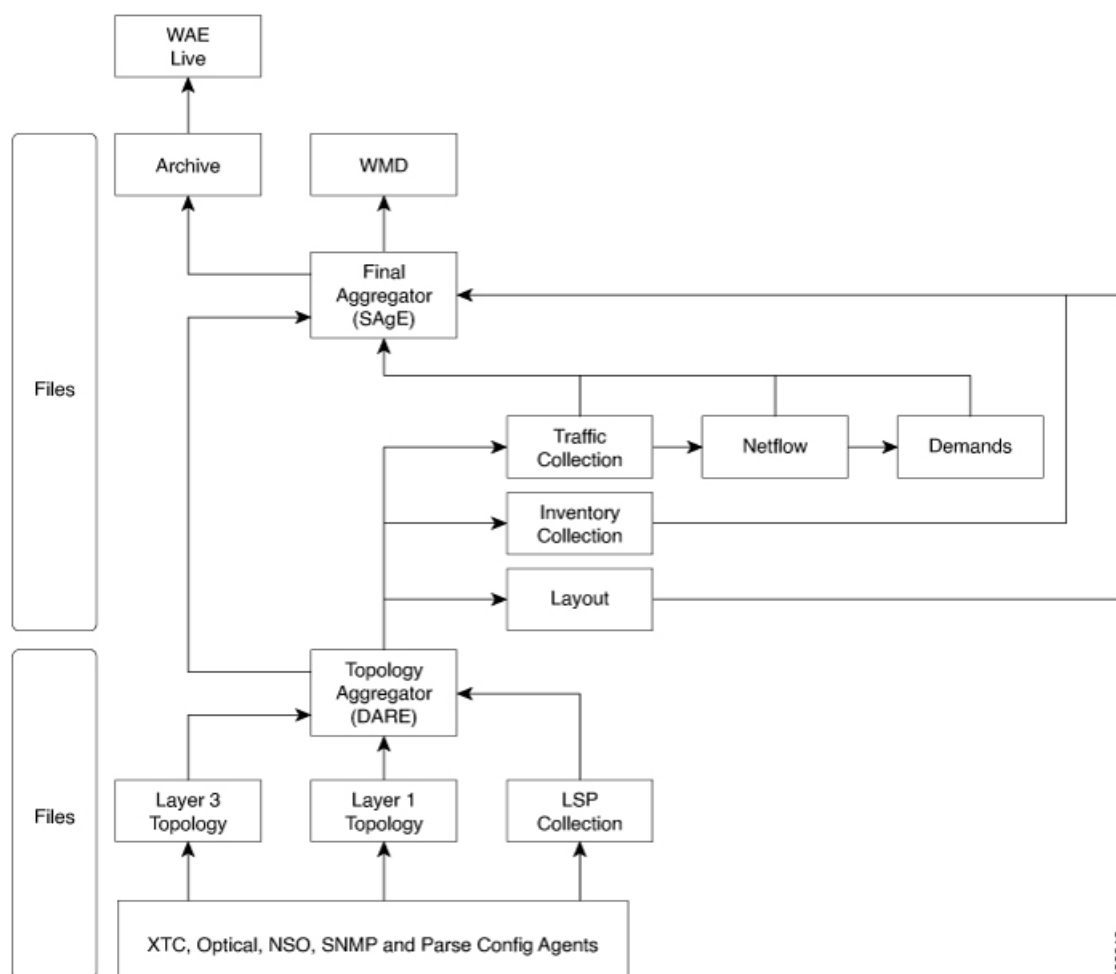 WAE
Live
Archive
WMD
Final
Aggregator
(SAgE)
Files
Traffic
Collection
Netflow
Demands
Inventory
Collection
Layout
Topology
Aggregator
(DARE)
Files
Layer 3
Topology
Layer 1
Topology
LSP
Collection
XTC, Optical, NSO, SNMP and Parse Config Agents